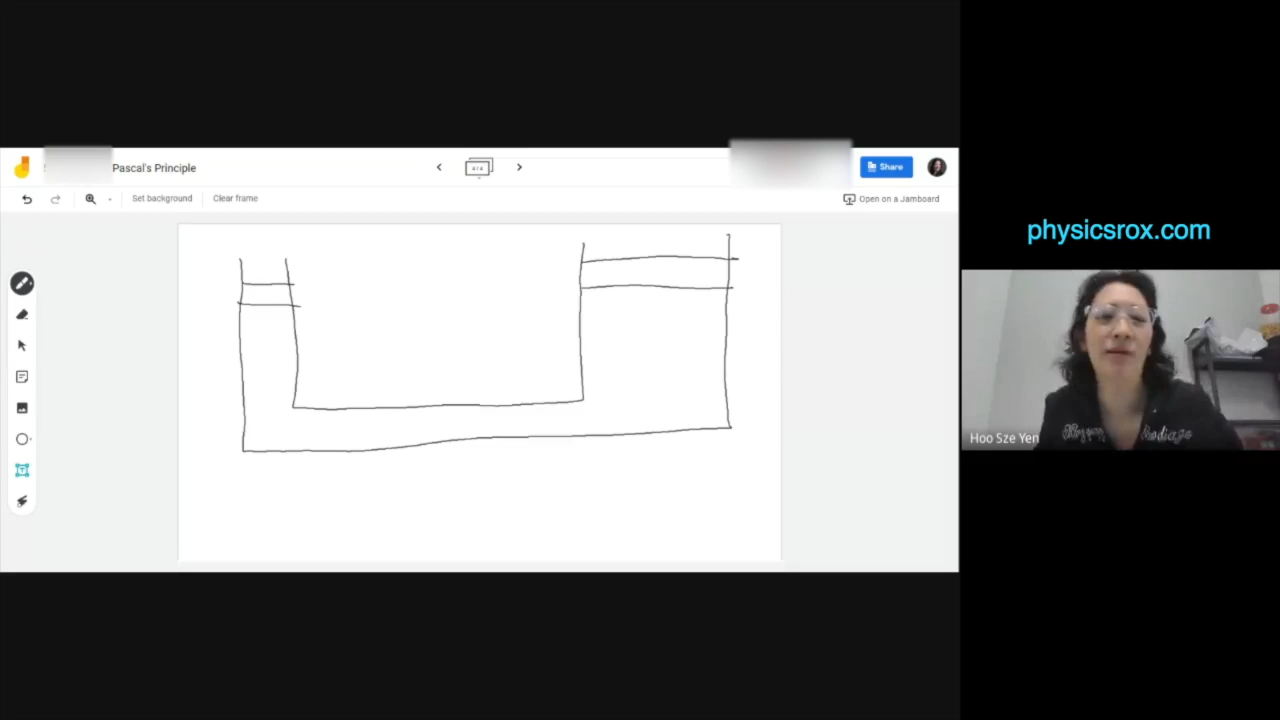 Pascal's Principle
Share
Set background
Clear frame
Open on a Jamboard
physicsrox.com
Hoo Sze Yen